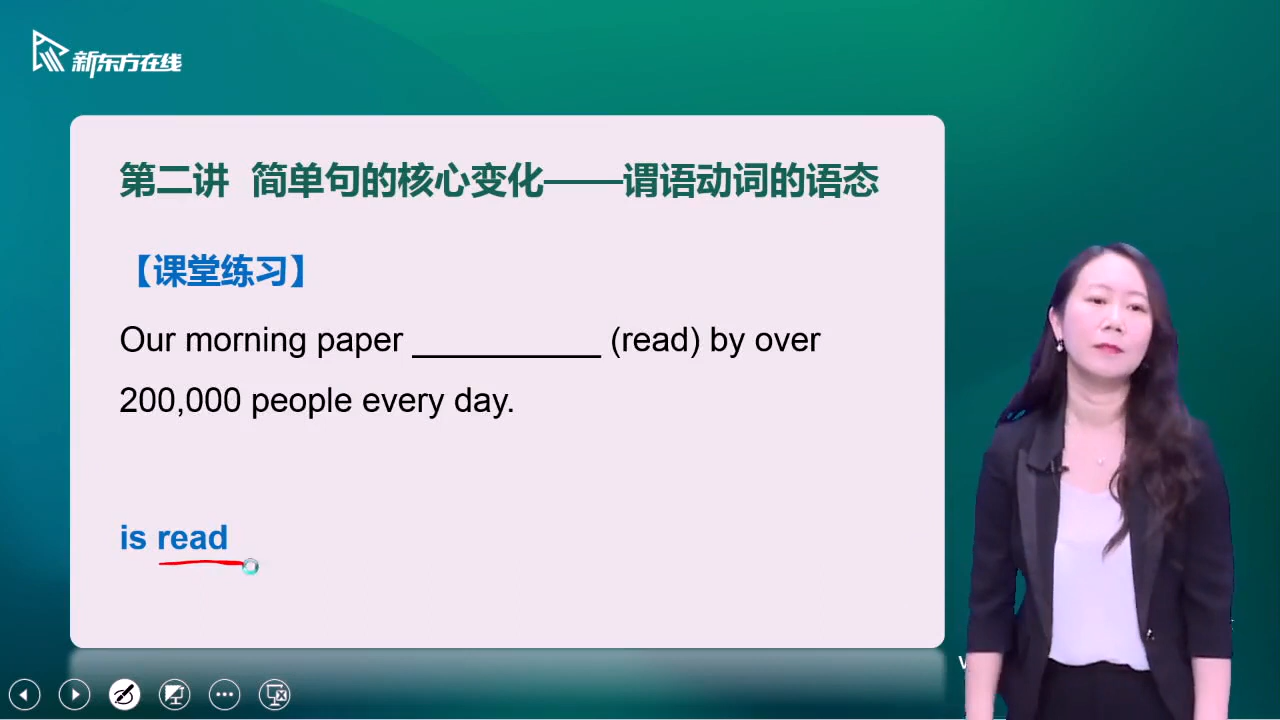 新东方在线
第二讲 简单句的核心变化——谓语动词的语态
【课堂练习】
Our morning paper __________ (read) by over
200,000 people every day.
is read